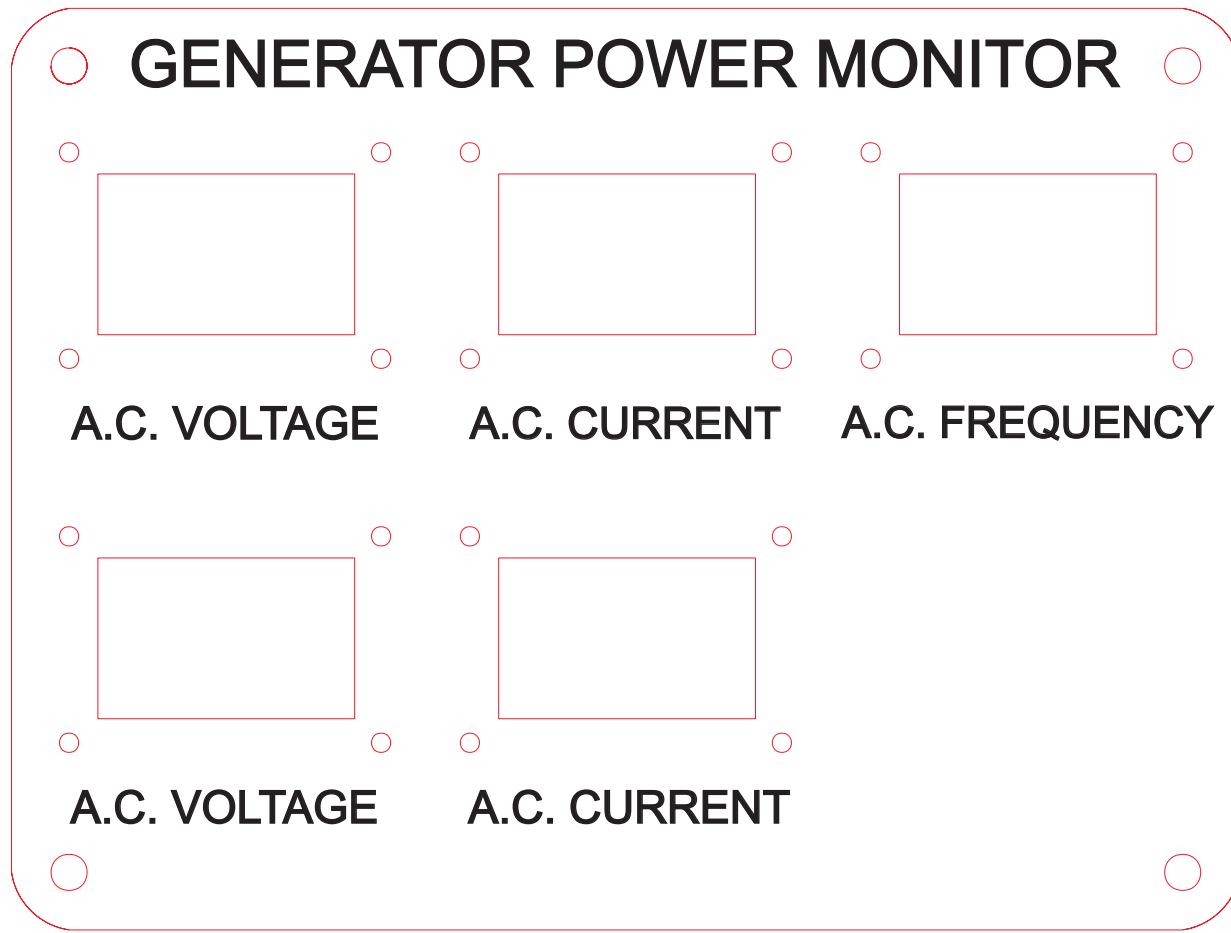 GENERATOR POWER MONITOR
A.C. VOLTAGE A.C. CURRENT A.C. FREQUENCY
A.C. VOLTAGE A.C. CURRENT